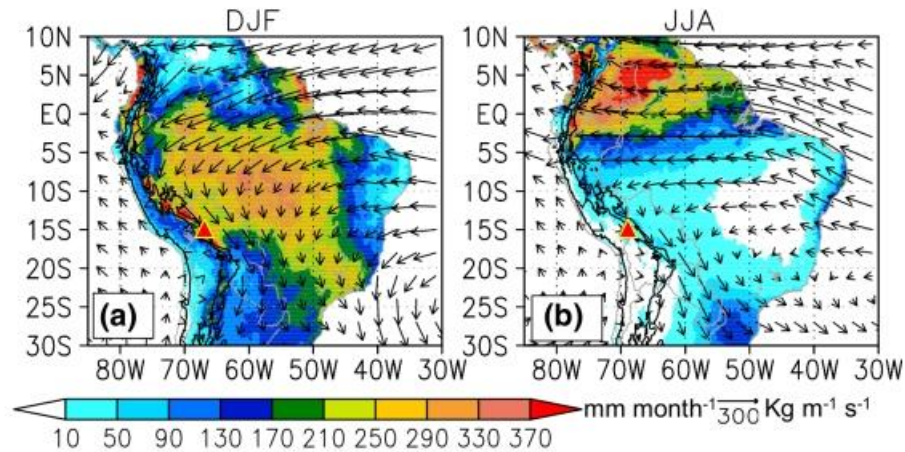 DJF
JJA
10N
5N
EQ
5S
10S
15S
20S
25S
30S
(a)
80W 70W 60W 50W 40W 30W
10N
5N
EQ
5S
10S
15S
20S
25S
30S
(b)
80W 70W 60W 50W 40W 30W
10 50 90 130 170 210 250 290 330 370
mm month⁻¹ 300 Kg m⁻¹ s⁻¹